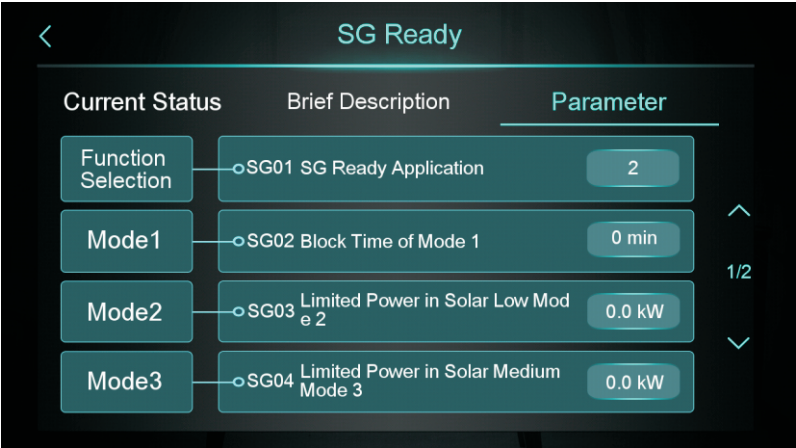 SG Ready
Current Status
Brief Description
Parameter
Function
Selection
SG01 SG Ready Application
2
Mode1
SG02 Block Time of Mode 1
0 min
1/2
Mode2
SG03 Limited Power in Solar Low Mod
e 2
0.0 kW
Mode3
SG04 Limited Power in Solar Medium
Mode 3
0.0 kW